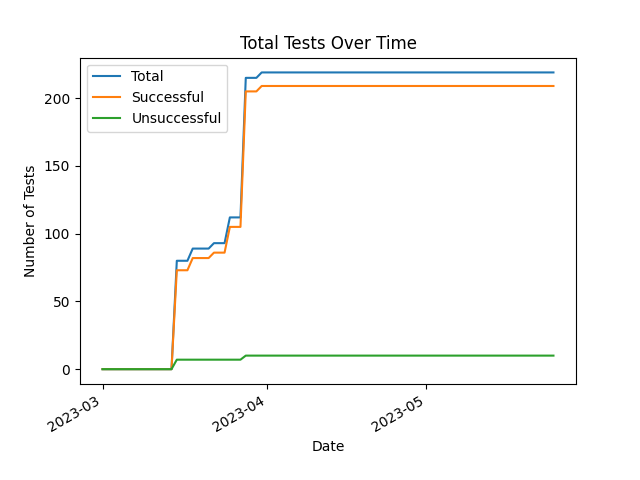 Total Tests Over Time
Total
Successful
Unsuccessful
Number of Tests
200
150
100
50
0
2023-03
2023-04
2023-05
Date